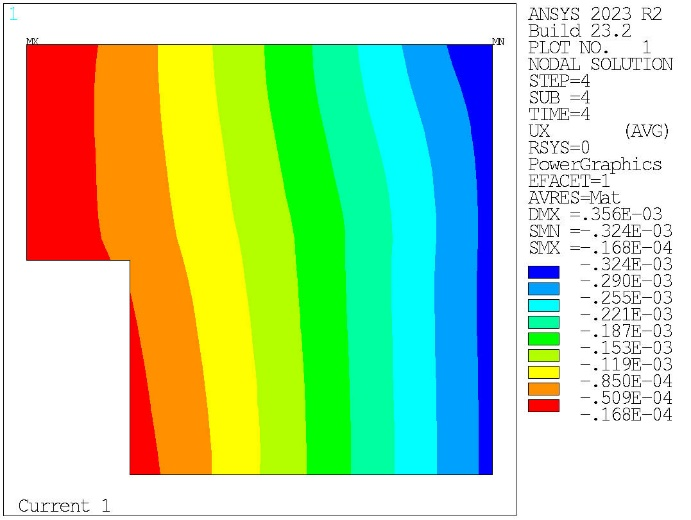 1
MX
MN
ANSYS 2023 R2
Build 23.2
PLOT NO.   1
NODAL SOLUTION
STEP=4
SUB =4
TIME=4
UX       (AVG)
RSYS=0
PowerGraphics
EFACET=1
AVRES=Mat
DMX =.356E-03
SMN =-.324E-03
SMX =-.168E-04
-.324E-03
-.290E-03
-.255E-03
-.221E-03
-.187E-03
-.153E-03
-.119E-03
-.850E-04
-.509E-04
-.168E-04
Current 1